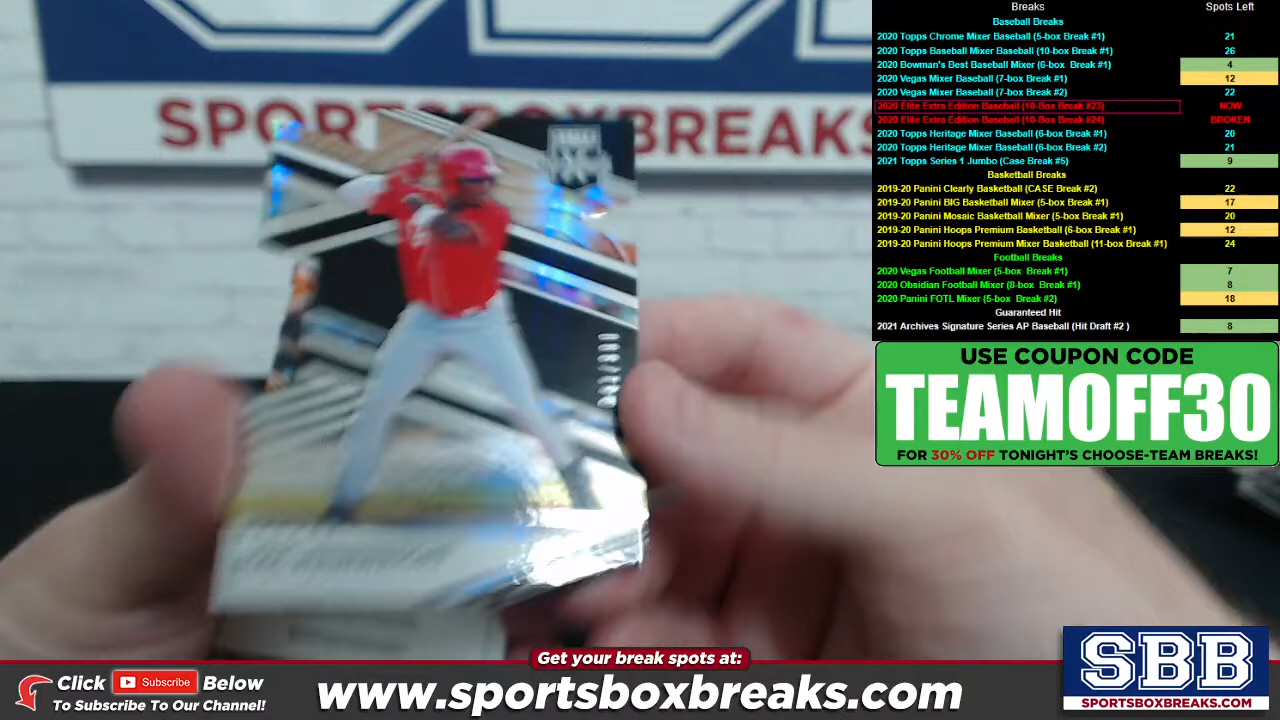 Breaks Spots Left
Baseball Breaks
2020 Topps Chrome Mixer Baseball (5-box Break #1) 21
2020 Topps Baseball Mixer Baseball (10-box Break #1) 26
2020 Bowman's Best Baseball Mixer (6-box Break #1) 4
2020 Vegas Mixer Baseball (7-box Break #1) 12
2020 Vegas Mixer Baseball (7-box Break #2) 22
2020 Elite Extra Edition Baseball (10-Box Break #23) NOW
2020 Elite Extra Edition Baseball (10-Box Break #24) BROKEN
2020 Topps Heritage Mixer Baseball (6-box Break #1) 20
2020 Topps Heritage Mixer Baseball (6-box Break #2) 21
2021 Topps Series 1 Jumbo (Case Break #5) 9
Basketball Breaks
2019-20 Panini Clearly Basketball (CASE Break #2) 22
2019-20 Panini BIG Basketball Mixer (5-box Break #1) 17
2019-20 Panini Mosaic Basketball Mixer (5-box Break #1) 20
2019-20 Panini Hoops Premium Basketball (6-box Break #1) 12
2019-20 Panini Hoops Premium Mixer Basketball (11-box Break #1) 24
Football Breaks
2020 Vegas Football Mixer (5-box Break #1) 7
2020 Obsidian Football Mixer (8-box Break #1) 8
2020 Panini FOTL Mixer (5-box Break #2) 18
Guaranteed Hit
2021 Archives Signature Series AP Baseball (Hit Draft #2 ) 8
USE COUPON CODE
TEAMOFF30
FOR 30% OFF TONIGHT'S CHOOSE-TEAM BREAKS!
Get your break spots at:
www.sportsboxbreaks.com
Click Subscribe Below
To Subscribe To Our Channel!
SBB
SPORTSBOXBREAKS.COM